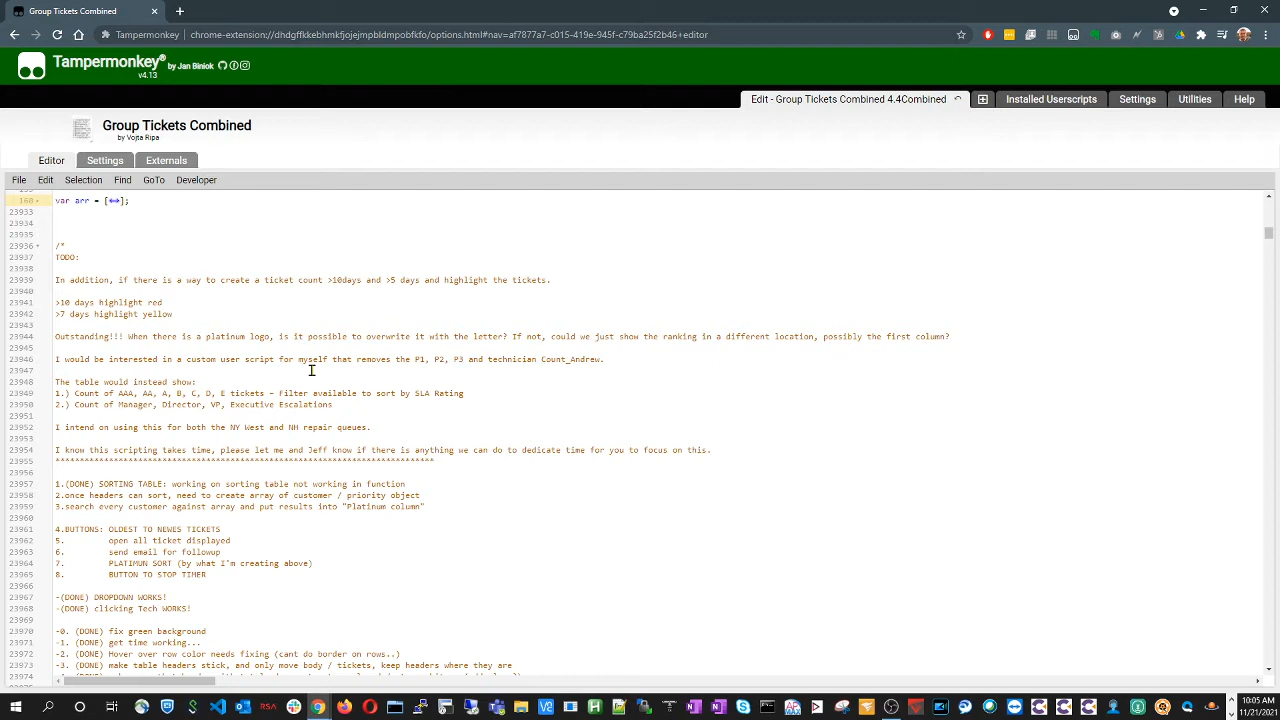 Group Tickets Combined
Tampermonkey | chrome-extension://dhdgffkkebhmkfjojejmpbldmpobfkfo/options.html#nav=af7877a7-c015-419e-945f-c79ba25f2b46+editor
Tampermonkey® by Jan Biniok
v4.13
Edit - Group Tickets Combined 4.4Combined
Installed Userscripts
Settings
Utilities
Help
Group Tickets Combined
by Vojta Ripa
Editor
Settings
Externals
File Edit Selection Find GoTo Developer
160 var arr = [↔];
23933
23934
23935
23936 /*
23937 TODO:
23938
23939 In addition, if there is a way to create a ticket count >10days and >5 days and highlight the tickets.
23940
23941 >10 days highlight red
23942 >7 days highlight yellow
23943
23944 Outstanding!!! When there is a platinum logo, is it possible to overwrite it with the letter? If not, could we just show the ranking in a different location, possibly the first column?
23945
23946 I would be interested in a custom user script for myself that removes the P1, P2, P3 and technician Count_Andrew.
23947
23948 The table would instead show:
23949 1.) Count of AAA, AA, A, B, C, D, E tickets – Filter available to sort by SLA Rating
23950 2.) Count of Manager, Director, VP, Executive Escalations
23951
23952 I intend on using this for both the NY West and NH repair queues.
23953
23954 I know this scripting takes time, please let me and Jeff know if there is anything we can do to dedicate time for you to focus on this.
23955 ******************************************************************************
23956
23957 1.(DONE) SORTING TABLE: working on sorting table not working in function
23958 2.once headers can sort, need to create array of customer / priority object
23959 3.search every customer against array and put results into "Platinum column"
23960
23961 4.BUTTONS: OLDEST TO NEWES TICKETS
23962 5. open all ticket displayed
23963 6. send email for followup
23964 7. PLATIMUN SORT (by what I'm creating above)
23965 8. BUTTON TO STOP TIMER
23966
23967 -(DONE) DROPDOWN WORKS!
23968 -(DONE) clicking Tech WORKS!
23969
23970 -0. (DONE) fix green background
23971 -1. (DONE) get time working...
23972 -2. (DONE) Hover over row color needs fixing (cant do border on rows..)
23973 -3. (DONE) make table headers stick, and only move body / tickets, keep headers where they are
23974
10:05 AM
11/21/2021